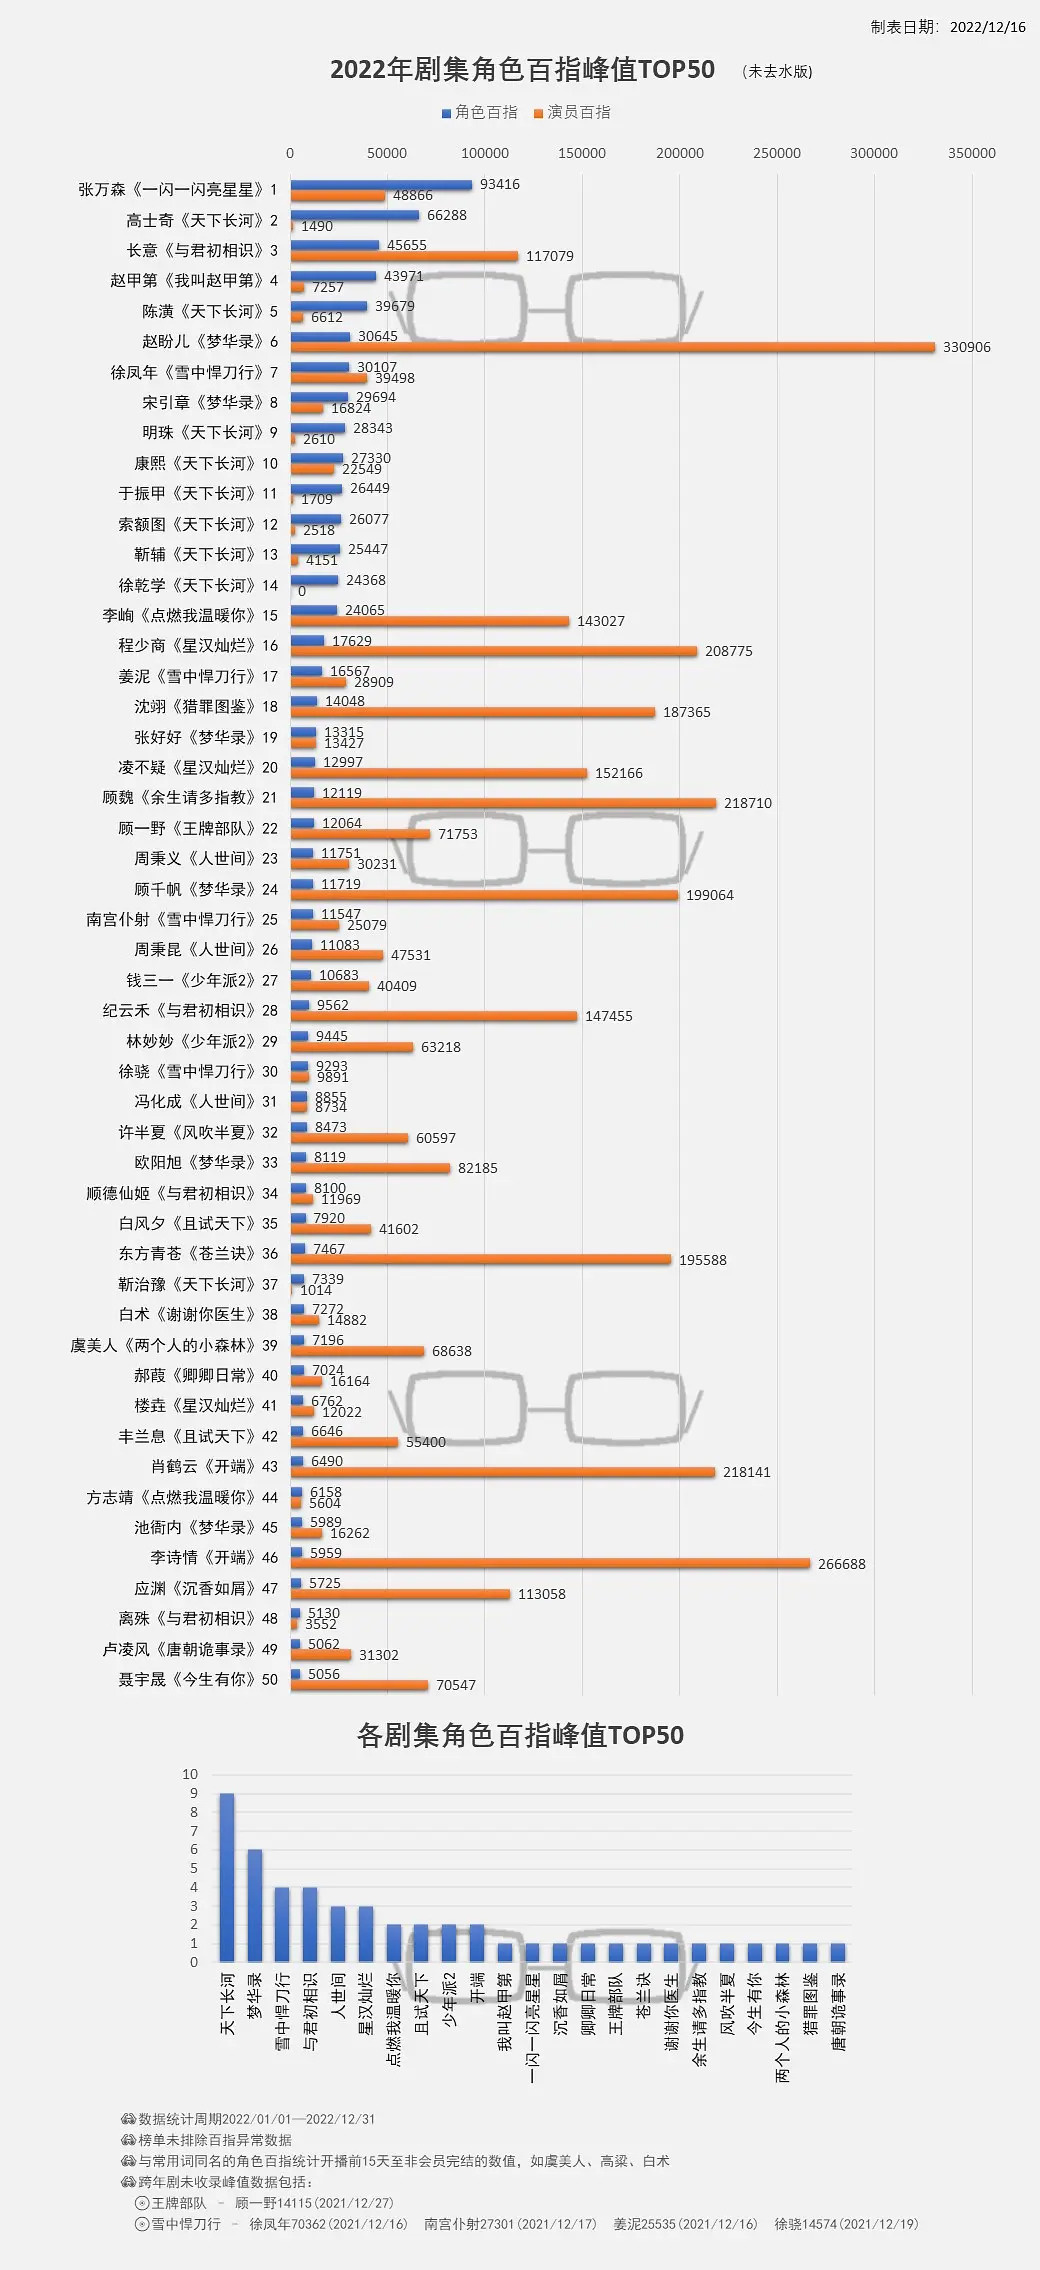 制表日期：2022/12/16
2022年剧集角色百指峰值TOP50 （未去水版）
角色百指 演员百指
0 50000 100000 150000 200000 250000 300000 350000
张万森《一闪一闪亮星星》1 93416 48866
高士奇《天下长河》2 66288 1490
长意《与君初相识》3 45655 117079
赵甲第《我叫赵甲第》4 43971 7257
陈潢《天下长河》5 39679 6612
赵盼儿《梦华录》6 30645 330906
徐凤年《雪中悍刀行》7 30107 39498
宋引章《梦华录》8 29694 16824
明珠《天下长河》9 28343 2610
康熙《天下长河》10 27330 22549
于振甲《天下长河》11 26449 1709
索额图《天下长河》12 26077 2518
靳辅《天下长河》13 25447 4151
徐乾学《天下长河》14 24368 0
李峋《点燃我温暖你》15 24065 143027
程少商《星汉灿烂》16 17629 208775
姜泥《雪中悍刀行》17 16567 28909
沈翊《猎罪图鉴》18 14048 187365
张好好《梦华录》19 13315 13427
凌不疑《星汉灿烂》20 12997 152166
顾魏《余生请多指教》21 12119 218710
顾一野《王牌部队》22 12064 71753
周秉义《人世间》23 11751 30231
顾千帆《梦华录》24 11719 199064
南宫仆射《雪中悍刀行》25 11547 25079
周秉昆《人世间》26 11083 47531
钱三一《少年派2》27 10683 40409
纪云禾《与君初相识》28 9562 147455
林妙妙《少年派2》29 9445 63218
徐骁《雪中悍刀行》30 9293 9891
冯化成《人世间》31 8855 8734
许半夏《风吹半夏》32 8473 60597
欧阳旭《梦华录》33 8119 82185
顺德仙姬《与君初相识》34 8100 11969
白风夕《且试天下》35 7920 41602
东方青苍《苍兰诀》36 7467 195588
靳治豫《天下长河》37 7339 1014
白术《谢谢你医生》38 7272 14882
虞美人《两个人的小森林》39 7196 68638
郝葭《卿卿日常》40 7024 16164
楼垚《星汉灿烂》41 6762 12022
丰兰息《且试天下》42 6646 55400
肖鹤云《开端》43 6490 218141
方志靖《点燃我温暖你》44 6158 5604
池衙内《梦华录》45 5989 16262
李诗情《开端》46 5959 266688
应渊《沉香如屑》47 5725 113058
离殊《与君初相识》48 5130 3552
卢凌风《唐朝诡事录》49 5062 31302
聂宇晟《今生有你》50 5056 70547
各剧集角色百指峰值TOP50
10
9
8
7
6
5
4
3
2
1
0
天下长河 梦华录 雪中悍刀行 与君初相识 人世间 星汉灿烂 点燃我温暖你 且试天下 少年派2 开端 我叫赵甲第 一闪一闪亮星星 沉香如屑 卿卿日常 王牌部队 苍兰诀 谢谢你医生 余生请多指教 风吹半夏 今生有你 两个人的小森林 猎罪图鉴 唐朝诡事录
数据统计周期2022/01/01—2022/12/31
榜单未排除百指异常数据
与常用词同名的角色百指统计开播前15天至非会员完结的数值，如虞美人、高粱、白术
跨年剧未收录峰值数据包括：
王牌部队 - 顾一野14115(2021/12/27)
雪中悍刀行 - 徐凤年70362(2021/12/16) 南宫仆射27301(2021/12/17) 姜泥25535(2021/12/16) 徐骁14574(2021/12/19)